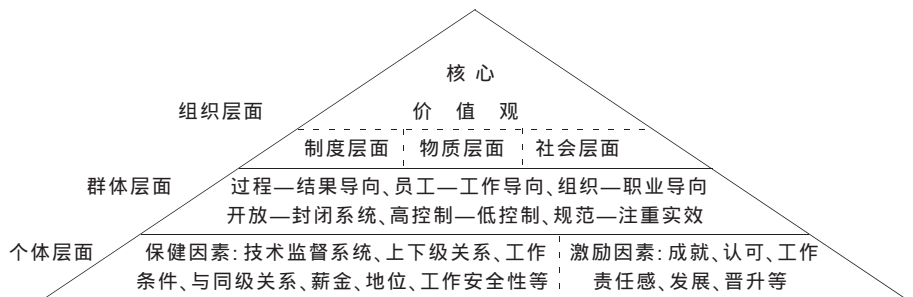 核 心
组织层面 价 值 观
制度层面 物质层面 社会层面
群体层面 过程—结果导向、员工—工作导向、组织—职业导向
开放—封闭系统、高控制—低控制、规范—注重实效
个体层面 保健因素: 技术监督系统、上下级关系、工作 激励因素: 成就、认可、工作
条件、与同级关系、薪金、地位、工作安全性等 责任感、发展、晋升等